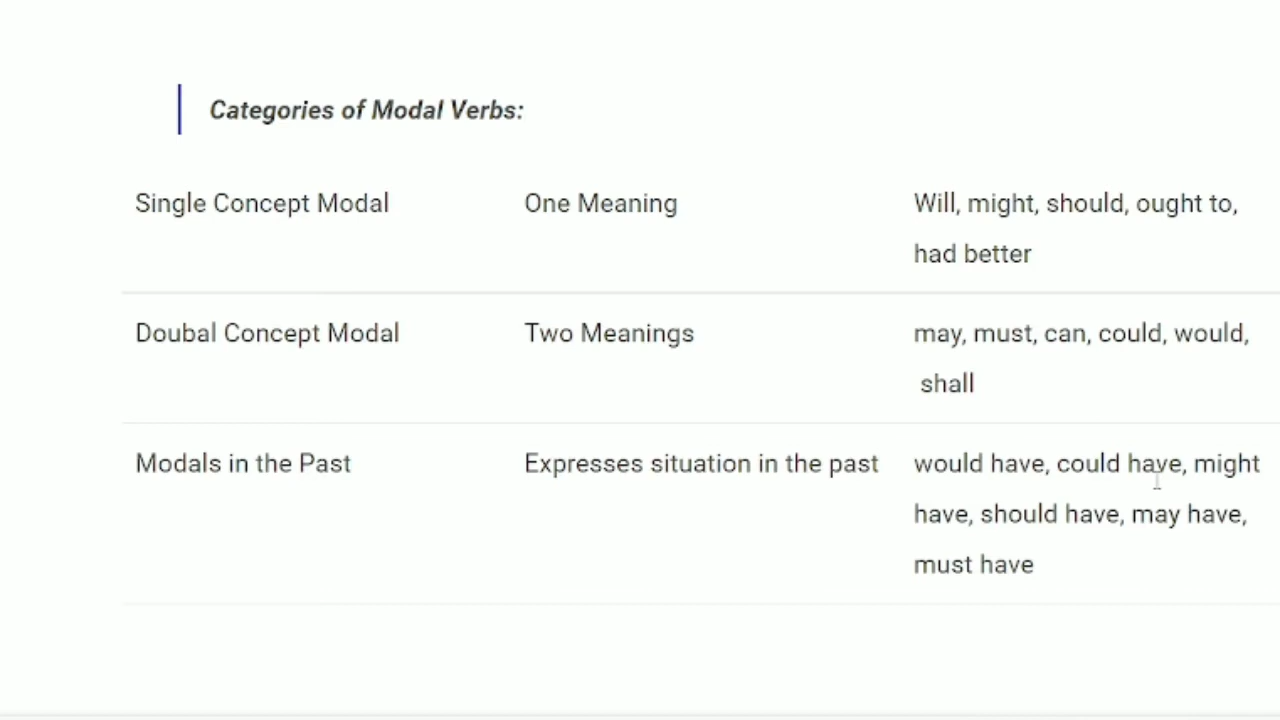 Categories of Modal Verbs:
Single Concept Modal One Meaning Will, might, should, ought to,
had better
Doubal Concept Modal Two Meanings may, must, can, could, would,
shall
Modals in the Past Expresses situation in the past would have, could have, might
have, should have, may have,
must have